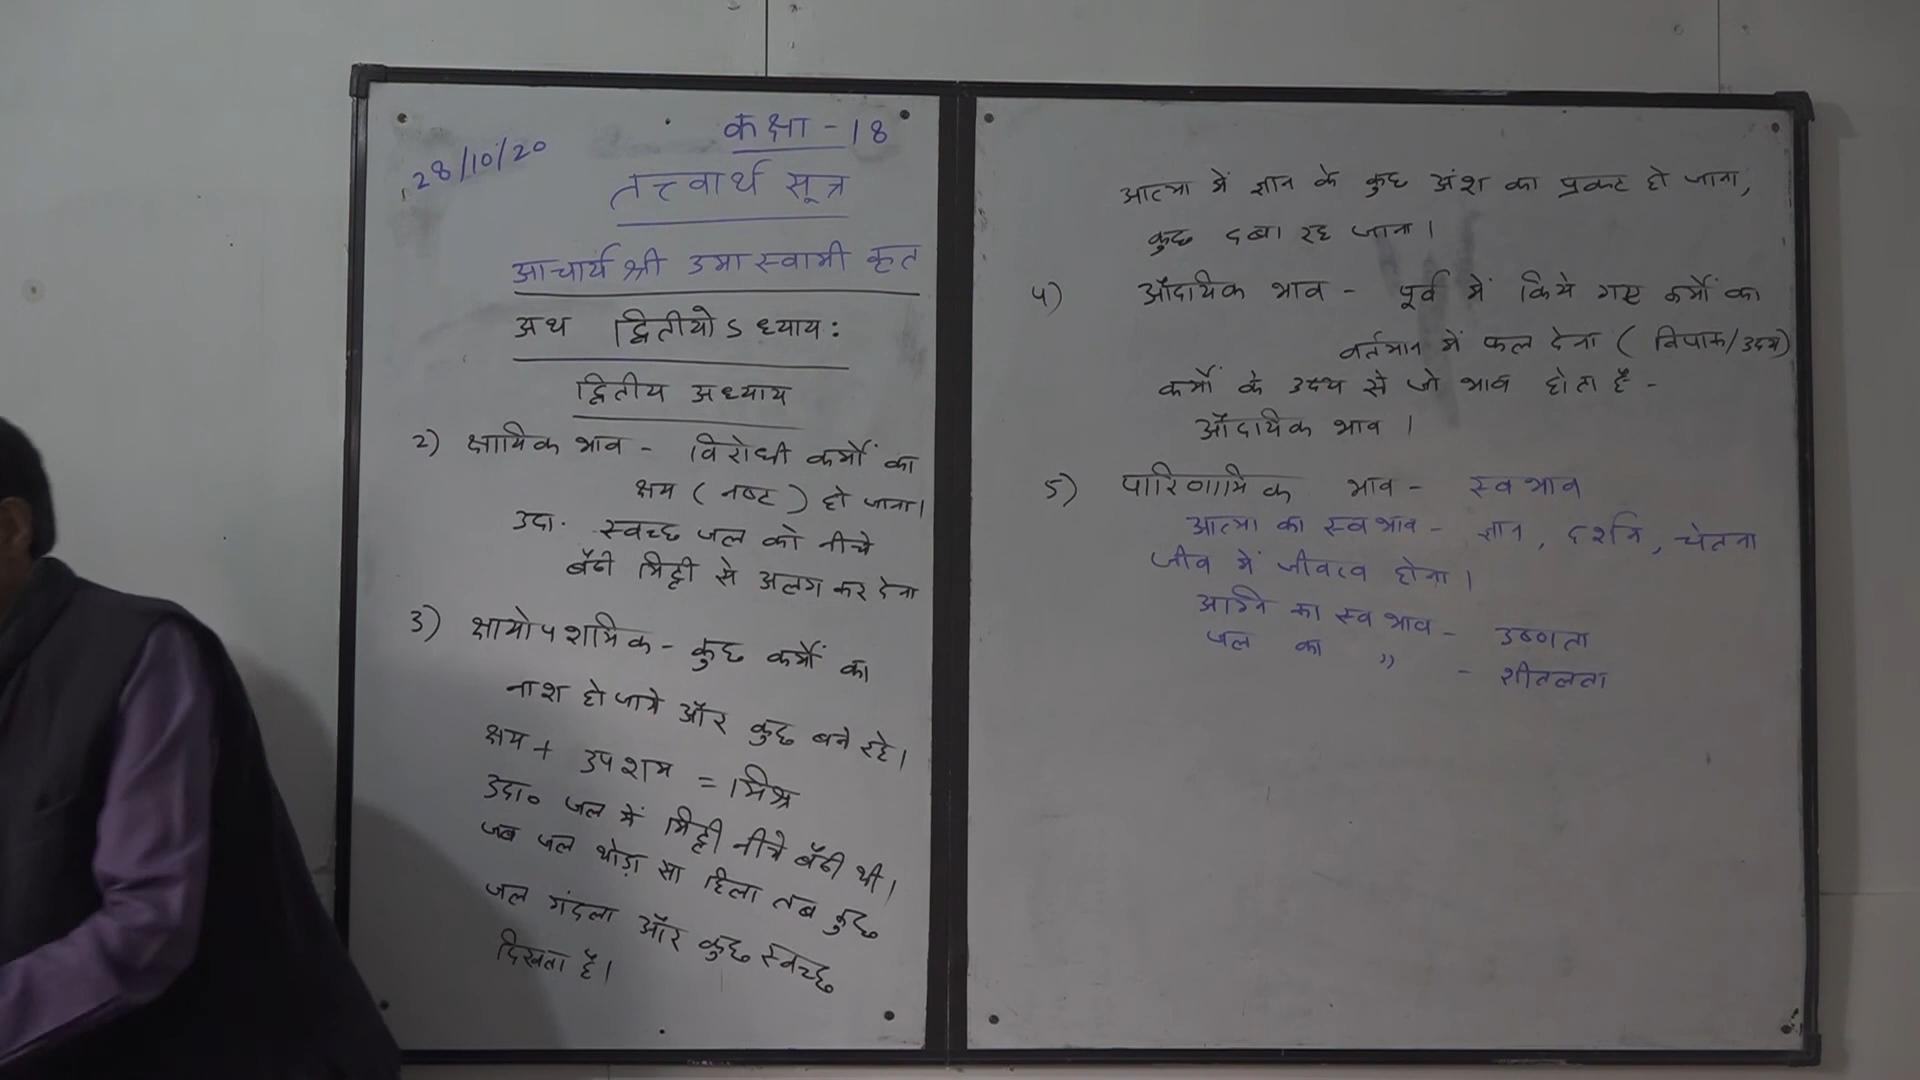 28/10/20
कक्षा - 18
तत्त्वार्थ सूत्र
आचार्य श्री उमास्वामी कृत
अथ द्वितीयोऽध्याय:
द्वितीय अध्याय
2) क्षायिक भाव - विरोधी कर्मों का
क्षय ( नष्ट ) हो जाना।
उदा. स्वच्छ जल को नीचे
बैठी मिट्टी से अलग कर देना
3) क्षायोपशमिक - कुछ कर्मों का
नाश हो जाये और कुछ बने रहे।
क्षय + उपशम = मिश्र
उदा० जल में मिट्टी नीचे बैठी थी।
जब जल थोड़ा सा हिला तब कुछ
जल गंदला और कुछ स्वच्छ
दिखता है।
आत्मा में ज्ञान के कुछ अंश का प्रकट हो जाना,
कुछ दबा रह जाना।
4) औदायिक भाव - पूर्व में किये गए कर्मों का
वर्तमान में फल देना ( विपाक/उदय)
कर्मों के उदय से जो भाव होता है -
औदायिक भाव।
5) पारिणामिक भाव - स्वभाव
आत्मा का स्वभाव - ज्ञान, दर्शन, चेतना
जीव में जीवत्व होना।
अग्नि का स्वभाव - उष्णता
जल का " - शीतलता